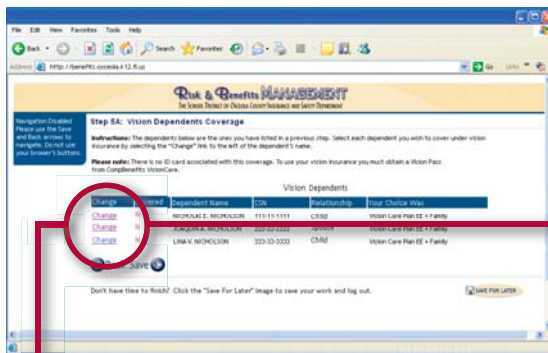 File Edit View Favorites Tools Help
Back Search Favorites
Address http://benefits.osceola.k12.fl.us/ Go Links
Risk & Benefits MANAGEMENT
The School District of Osceola County Insurance and Safety Department
Navigation Disabled
Please use the Save
and Back arrows to
navigate. Do not use
your browser's buttons.
Step 5A: Vision Dependents Coverage
Instructions: The dependents below are the ones you have listed in a previous step. Select each dependent you wish to cover under vision
insurance by selecting the "Change" link to the left of the dependent's name.
Please note: There is no ID card associated with this coverage. To use your vision insurance you must obtain a Vision Pass
from CompBenefits VisionCare.
Vision Dependents
Change Covered Dependent Name SSN Relationship Your Choice Was
Change NICHOLAS E. NICHOLSON 111-11-1111 Child Vision Care Plan EE + Family
Change JOAQUIN A. NICHOLSON 222-22-2222 Spouse Vision Care Plan EE + Family
Change LINA V. NICHOLSON 333-33-3333 Child Vision Care Plan EE + Family
Back Save
Don't have time to finish? Click the "Save For Later" image to save your work and log out. SAVE FOR LATER